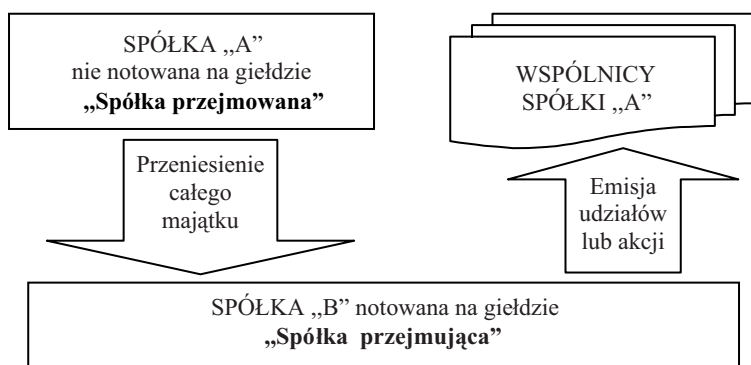 SPÓŁKA „A”
nie notowana na giełdzie
„Spółka przejmowana”
WSPÓLNICY
SPÓŁKI „A”
Przeniesienie
całego
majątku
Emisja
udziałów
lub akcji
SPÓŁKA „B” notowana na giełdzie
„Spółka przejmująca”